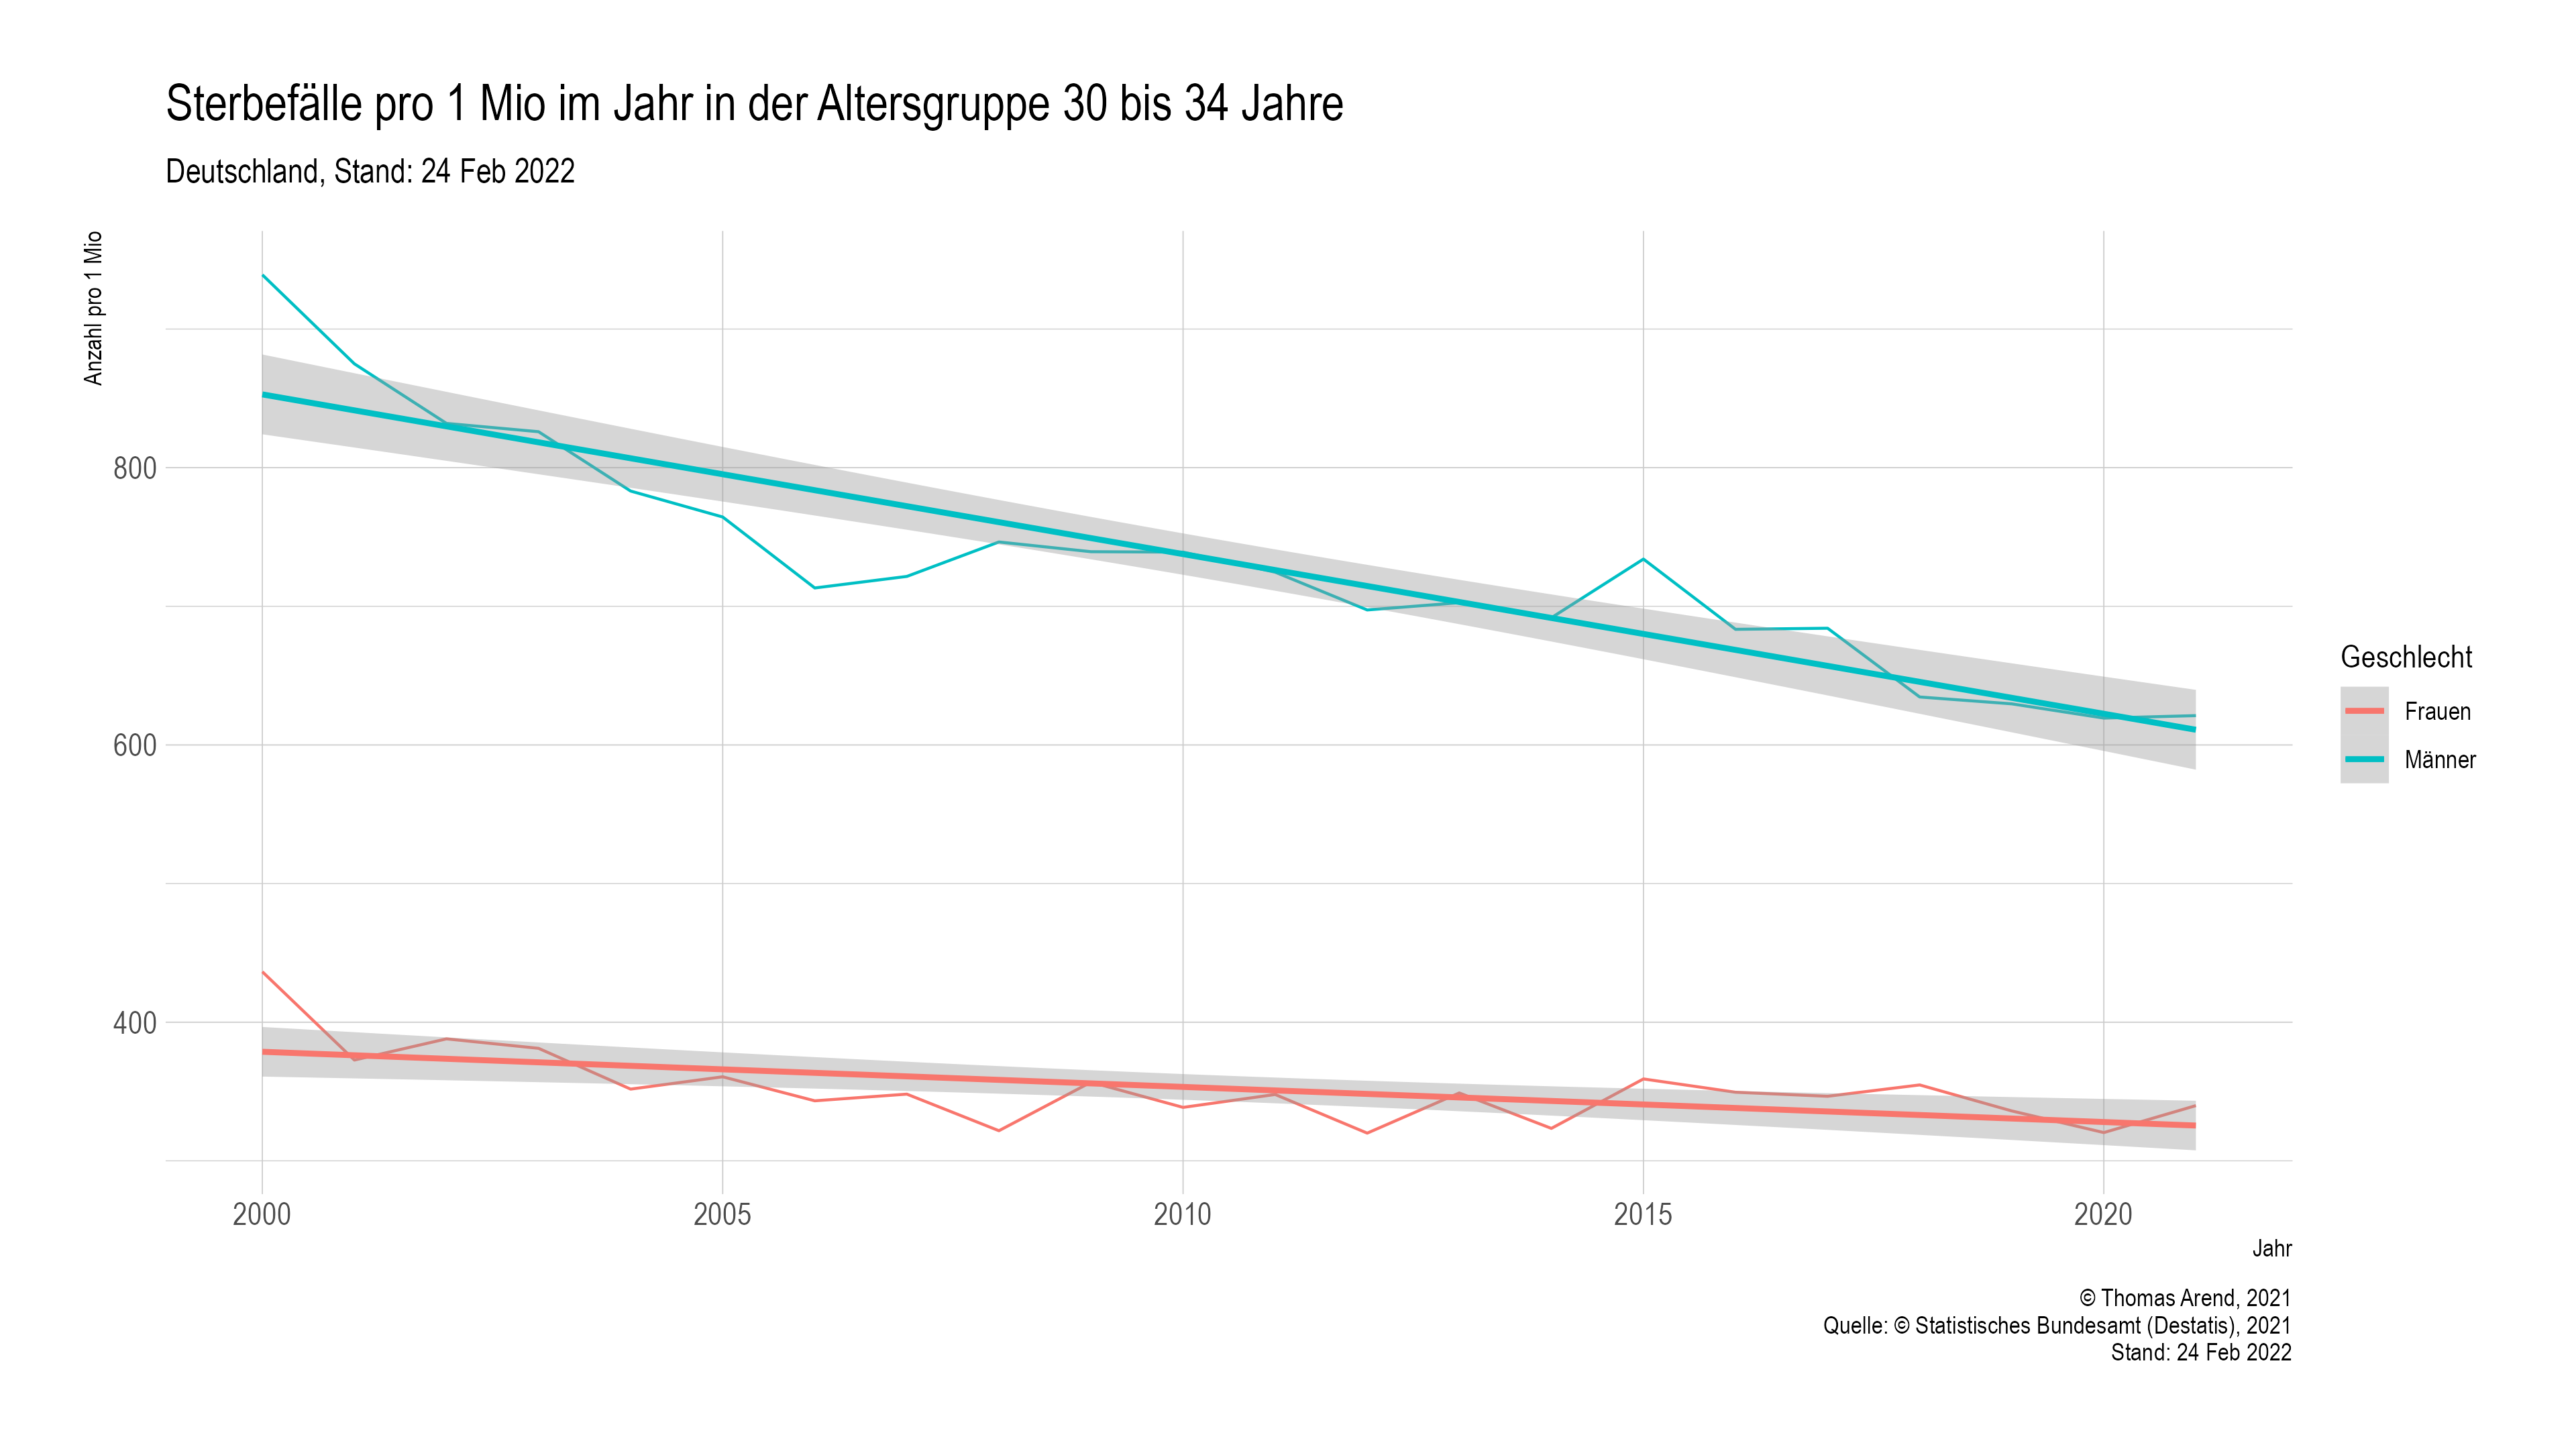 Sterbefälle pro 1 Mio im Jahr in der Altersgruppe 30 bis 34 Jahre
Deutschland, Stand: 24 Feb 2022
Anzahl pro 1 Mio
800
600
400
2000
2005
2010
2015
2020
Jahr
Geschlecht
Frauen
Männer
© Thomas Arend, 2021
Quelle: © Statistisches Bundesamt (Destatis), 2021
Stand: 24 Feb 2022